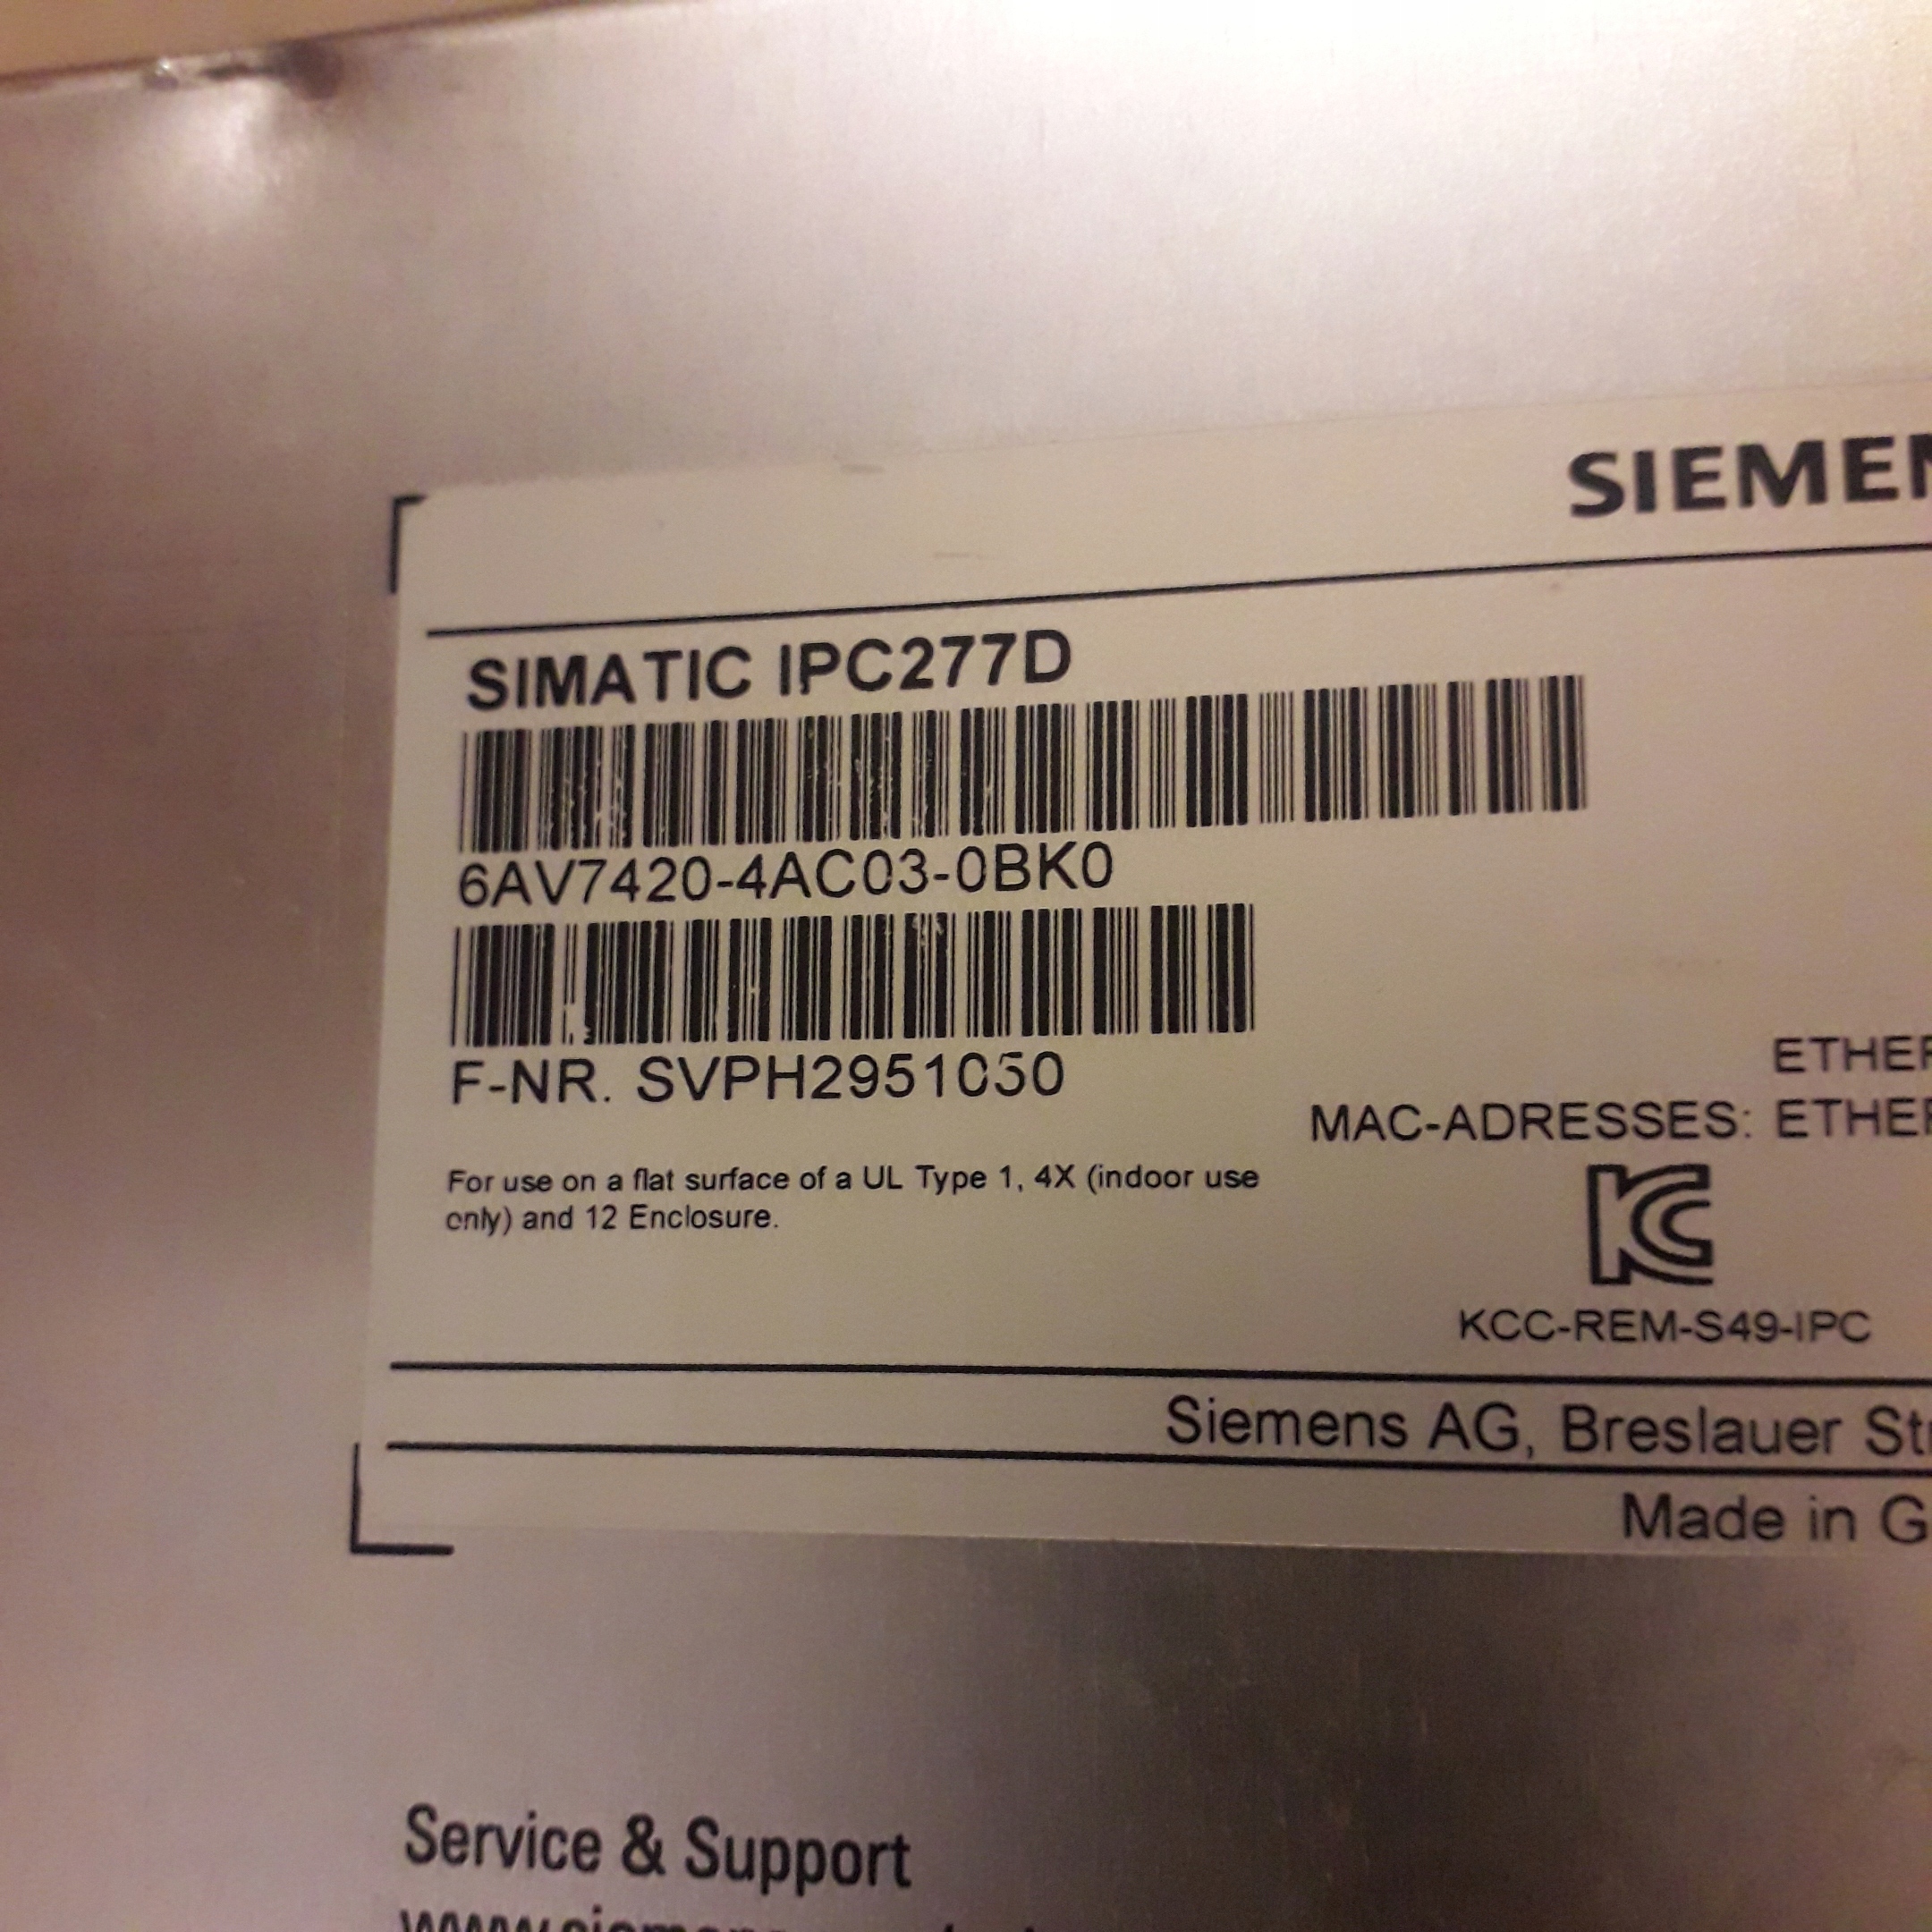 SIEMEN
SIMATIC IPC277D
6AV7420-4AC03-0BK0
F-NR. SVPH2951050
ETHER
MAC-ADRESSES: ETHER
For use on a flat surface of a UL Type 1, 4X (indoor use
only) and 12 Enclosure.
KC
KCC-REM-S49-IPC
Siemens AG, Breslauer Str
Made in G
Service & Support